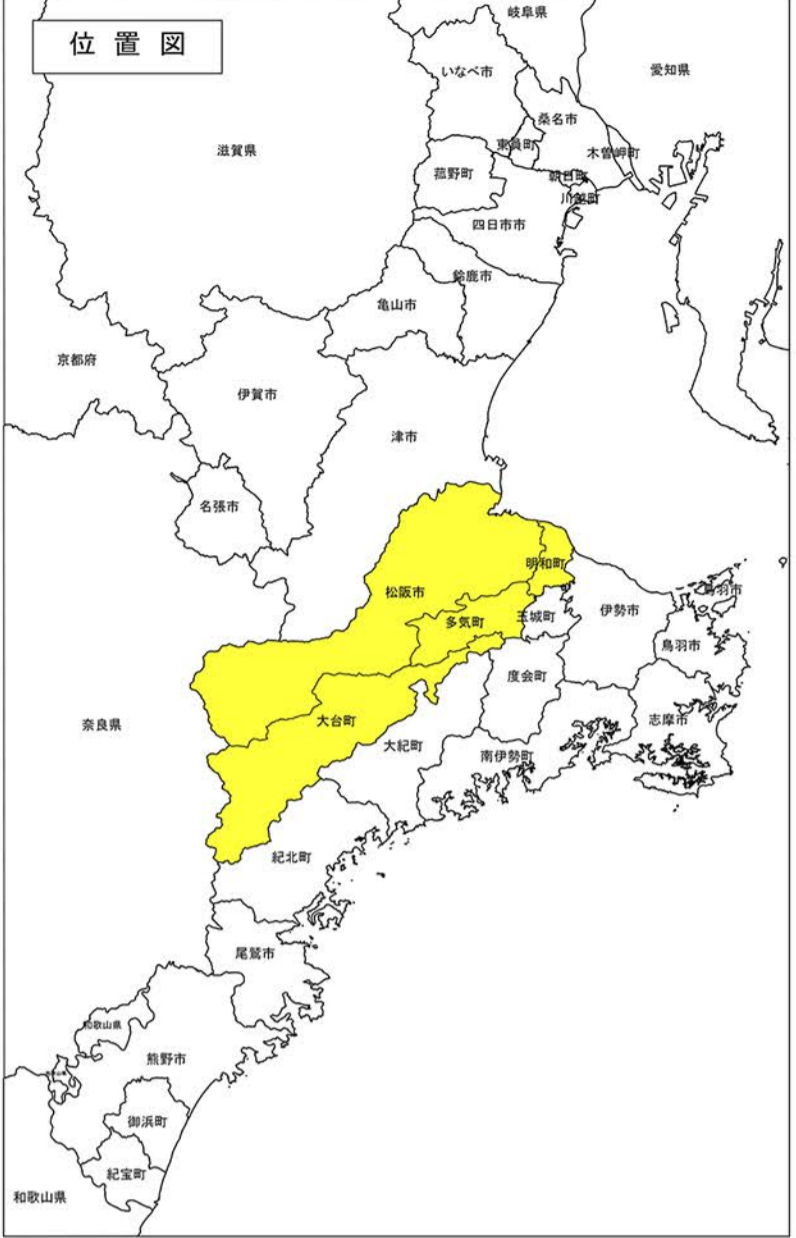 位置図
岐阜県
いなべ市
愛知県
桑名市
東員町
木曽岬町
滋賀県
菰野町
朝日町
川越町
四日市市
鈴鹿市
亀山市
京都府
伊賀市
津市
名張市
明和町
松阪市
鳥羽市
伊勢市
多気町
玉城町
鳥羽市
度会町
奈良県
大台町
志摩市
大紀町
南伊勢町
紀北町
尾鷲市
和歌山県
熊野市
御浜町
紀宝町
和歌山県